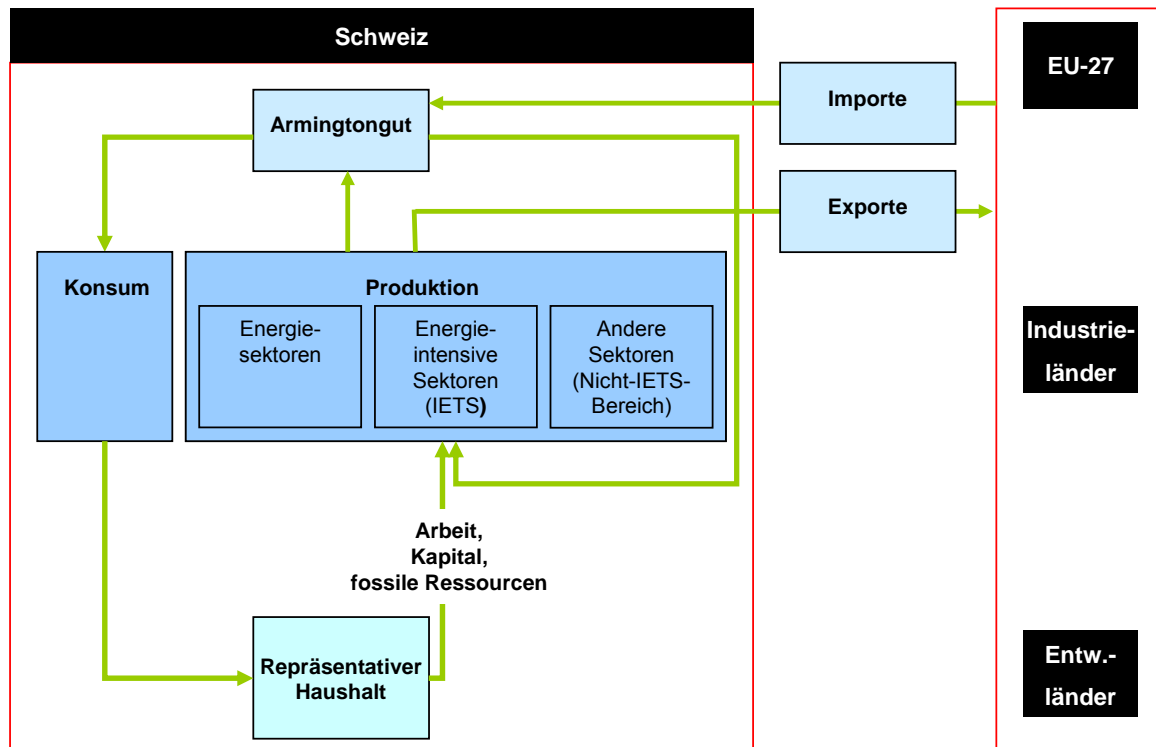 Schweiz
EU-27
Importe
Armingtongut
Exporte
Konsum
Produktion
Energie-
sektoren
Energie-
intensive
Sektoren
(IETS)
Andere
Sektoren
(Nicht-IETS-
Bereich)
Industrie-
länder
Arbeit,
Kapital,
fossile Ressourcen
Repräsentativer
Haushalt
Entw.-
länder